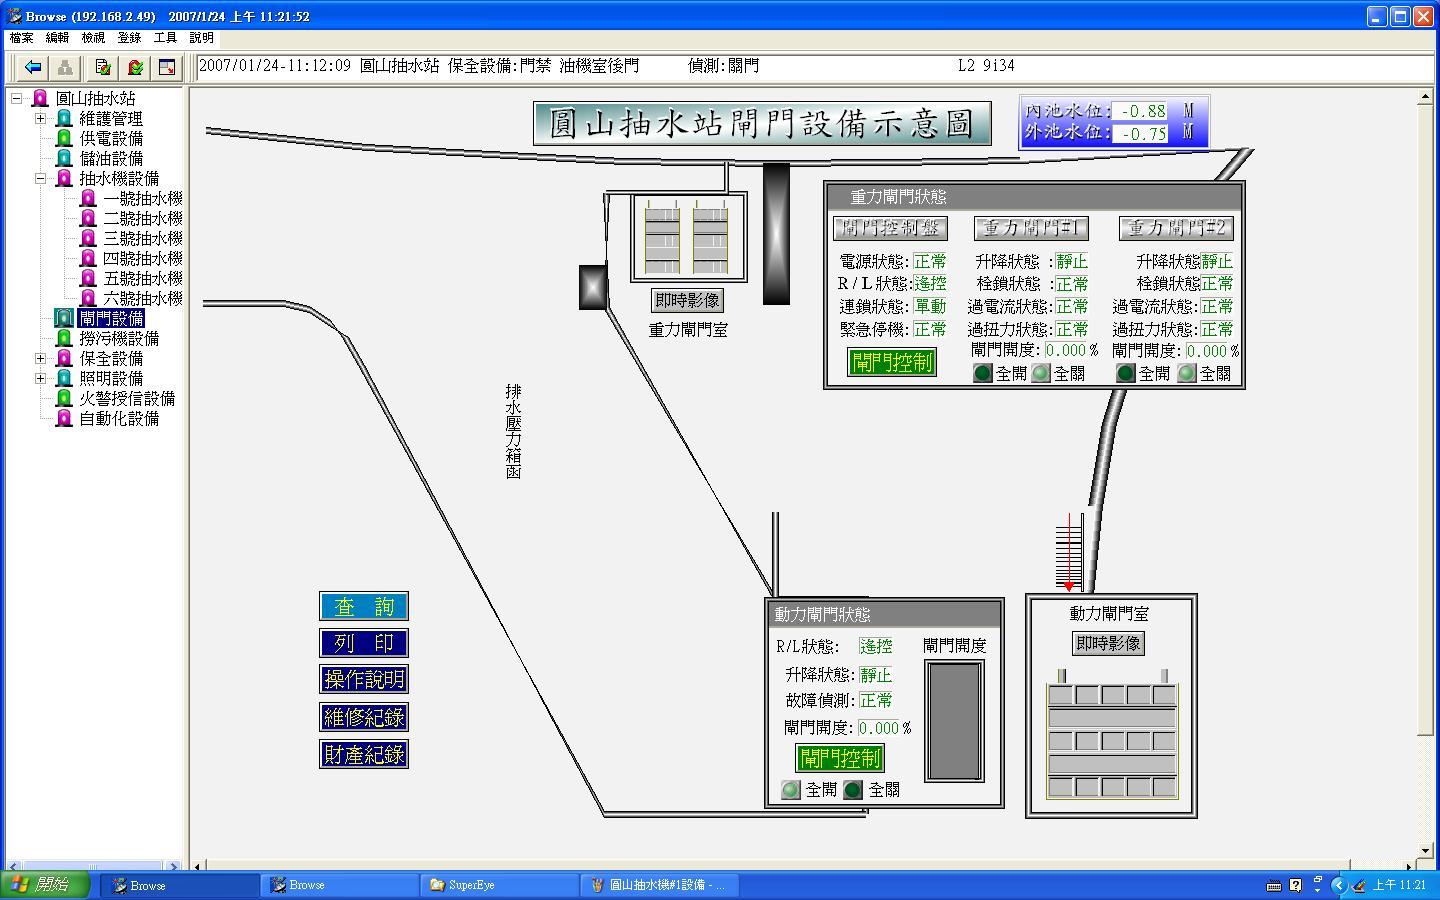 Browse (192.168.2.49)   2007/1/24 上午 11:21:52
檔案 編輯 檢視 登錄 工具 說明
2007/01/24-11:12:09 圓山抽水站 保全設備:門禁 油機室後門 偵測:關門 L2 9i34
圓山抽水站
維護管理
供電設備
儲油設備
抽水機設備
一號抽水機
二號抽水機
三號抽水機
四號抽水機
五號抽水機
六號抽水機
閘門設備
撈污機設備
保全設備
照明設備
火警授信設備
自動化設備
圓山抽水站閘門設備示意圖
內池水位: -0.88 M
外池水位: -0.75 M
即時影像
重力閘門室
重力閘門狀態
閘門控制盤
電源狀態: 正常
R/L狀態: 遙控
連鎖狀態: 單動
緊急停機: 正常
閘門控制
重力閘門#1
升降狀態 : 靜止
栓鎖狀態 : 正常
過電流狀態: 正常
過扭力狀態: 正常
閘門開度: 0.000 %
全開 全關
重力閘門#2
升降狀態 靜止
栓鎖狀態: 正常
過電流狀態: 正常
過扭力狀態: 正常
閘門開度: 0.000 %
全開 全關
排水壓力箱函
查 詢
列 印
操作說明
維修紀錄
財產紀錄
動力閘門狀態
R/L狀態: 遙控
升降狀態: 靜止
故障偵測: 正常
閘門開度: 0.000 %
閘門控制
全開 全關
閘門開度
動力閘門室
即時影像
開始
Browse
Browse
SuperEye
圓山抽水機#1設備 - ...
上午 11:21